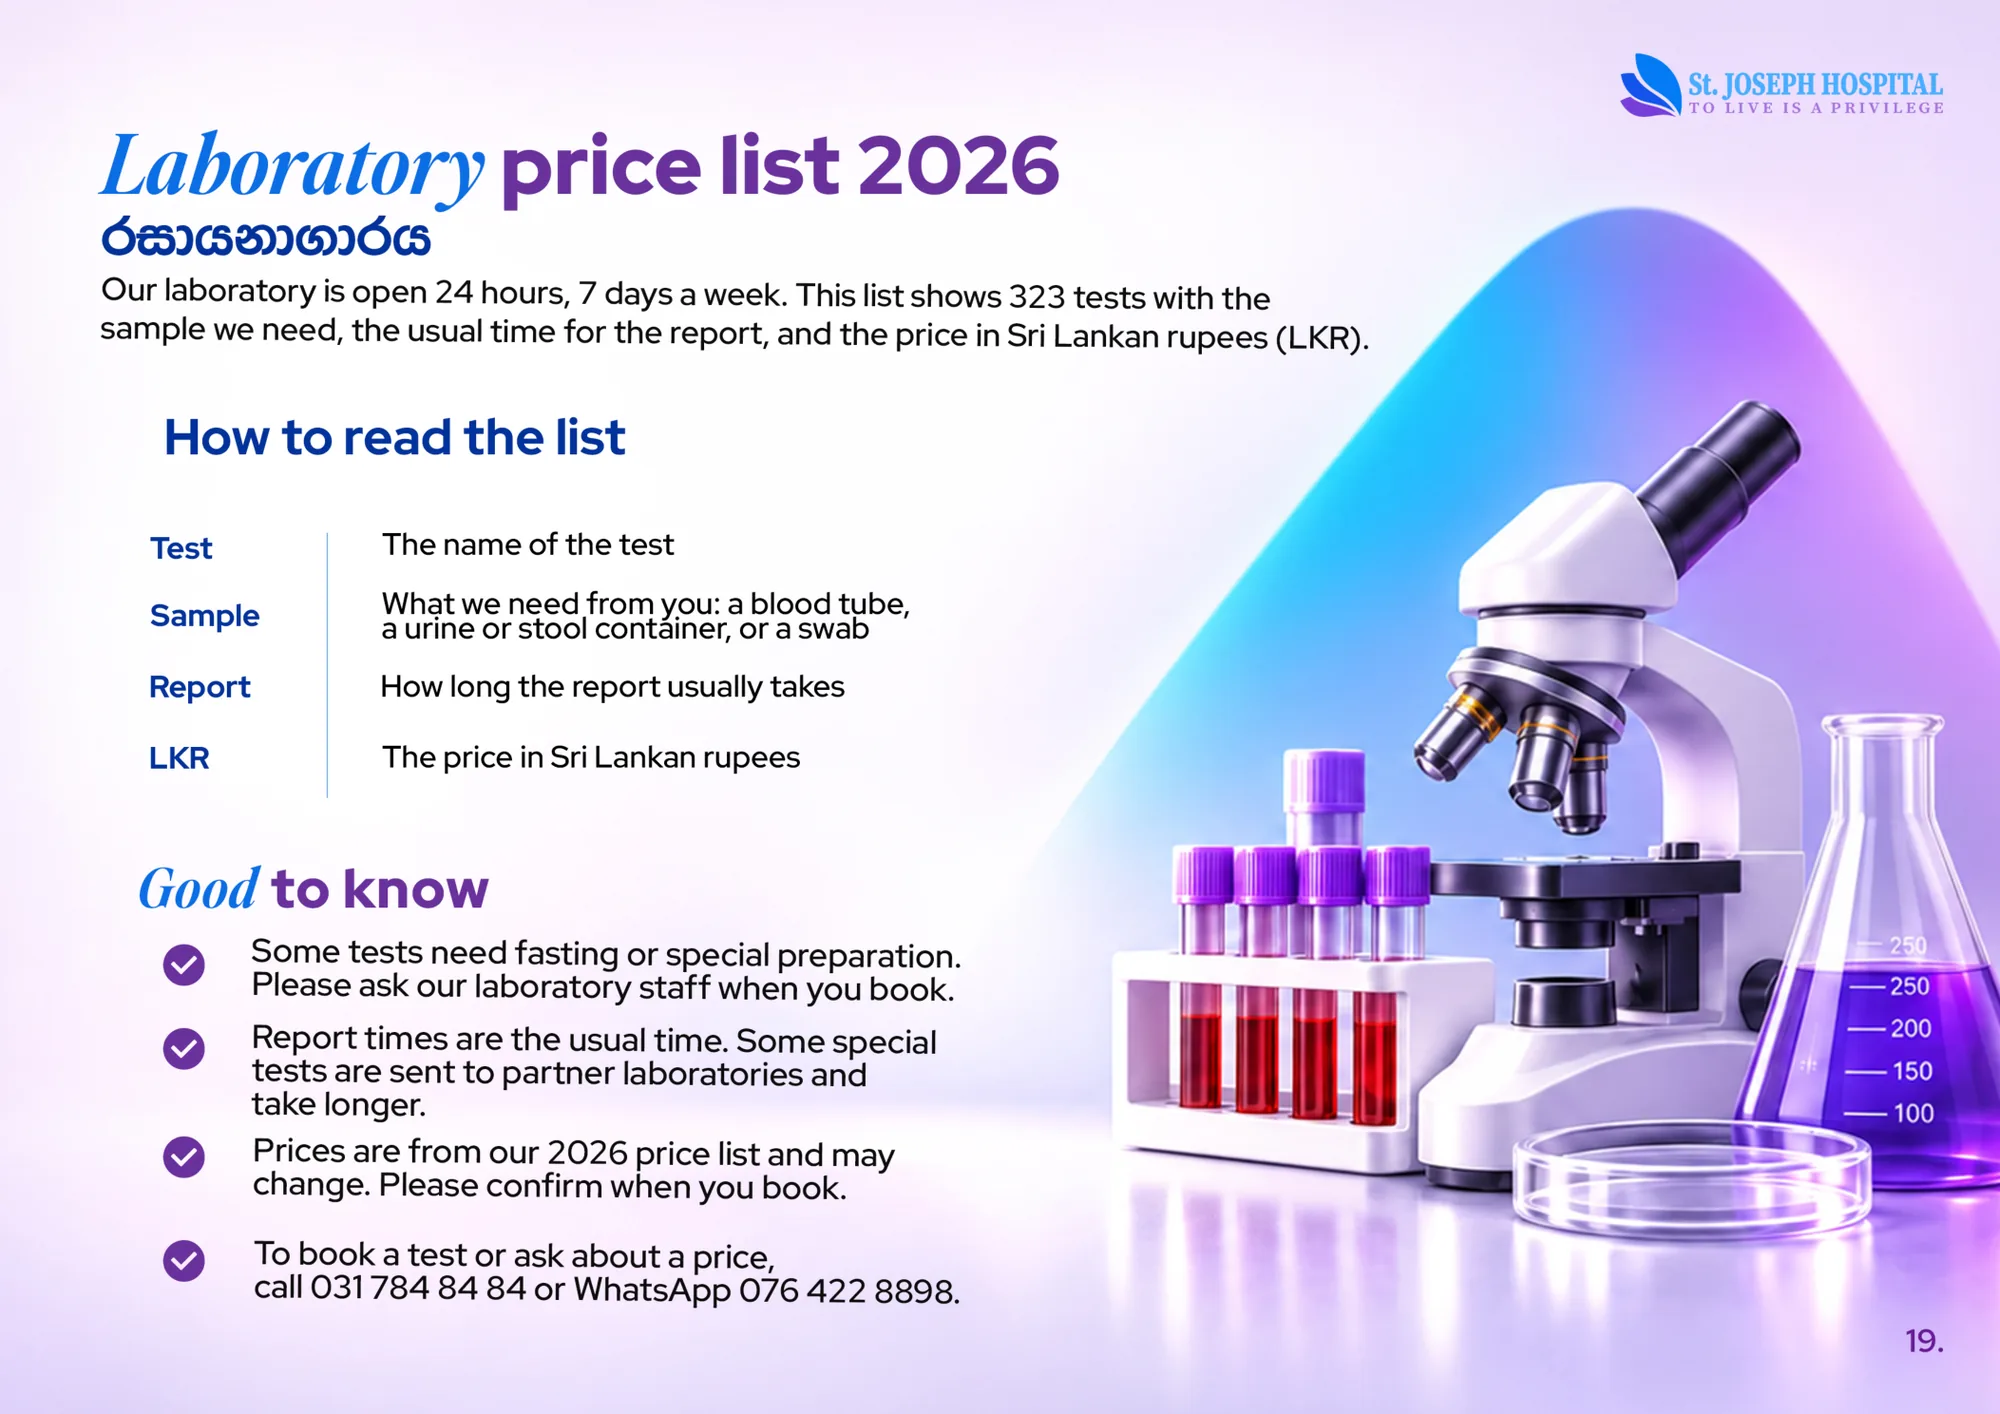 St. JOSEPH HOSPITAL
TO LIVE IS A PRIVILEGE
Laboratory price list 2026
රසායනාගාරය
Our laboratory is open 24 hours, 7 days a week. This list shows 323 tests with the
sample we need, the usual time for the report, and the price in Sri Lankan rupees (LKR).
How to read the list
Test
The name of the test
Sample
What we need from you: a blood tube,
a urine or stool container, or a swab
Report
How long the report usually takes
LKR
The price in Sri Lankan rupees
Good to know
Some tests need fasting or special preparation.
Please ask our laboratory staff when you book.
Report times are the usual time. Some special
tests are sent to partner laboratories and
take longer.
Prices are from our 2026 price list and may
change. Please confirm when you book.
To book a test or ask about a price,
call 031 784 84 84 or WhatsApp 076 422 8898.
250
250
200
150
100
19.